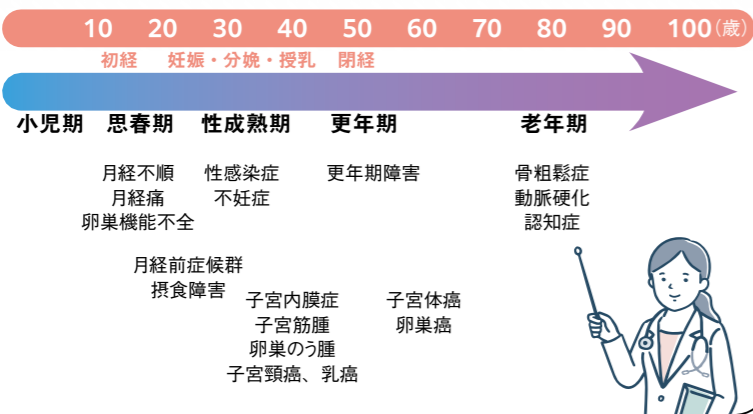 10 20 30 40 50 60 70 80 90 100(歳)
初経 妊娠・分娩・授乳 閉経
小児期 思春期 性成熟期 更年期 老年期
月経不順 性感染症 更年期障害 骨粗鬆症
月経痛 不妊症 動脈硬化
卵巣機能不全 認知症
月経前症候群
摂食障害
子宮内膜症 子宮体癌
子宮筋腫 卵巣癌
卵巣のう腫
子宮頸癌、乳癌